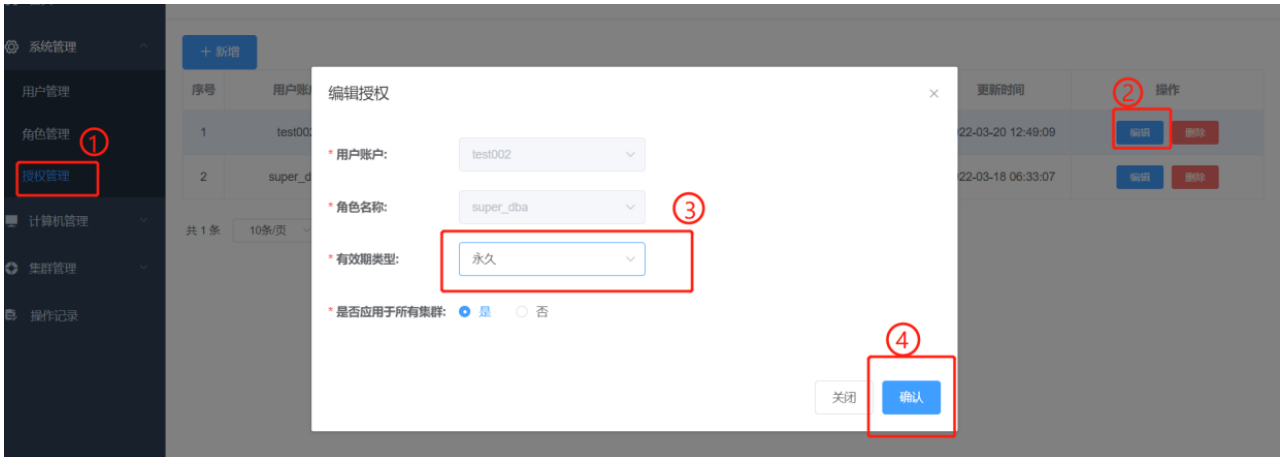 系统管理
用户管理
角色管理
①
授权管理
计算机管理
集群管理
操作记录
+ 新增
序号
用户账
更新时间
②
操作
1
test002
22-03-20 12:49:09
编辑
删除
2
super_d
22-03-18 06:33:07
编辑
删除
共 1 条
10条/页
编辑授权
* 用户账户:
test002
* 角色名称:
super_dba
③
* 有效期类型:
永久
* 是否应用于所有集群:
是
否
④
关闭
确认